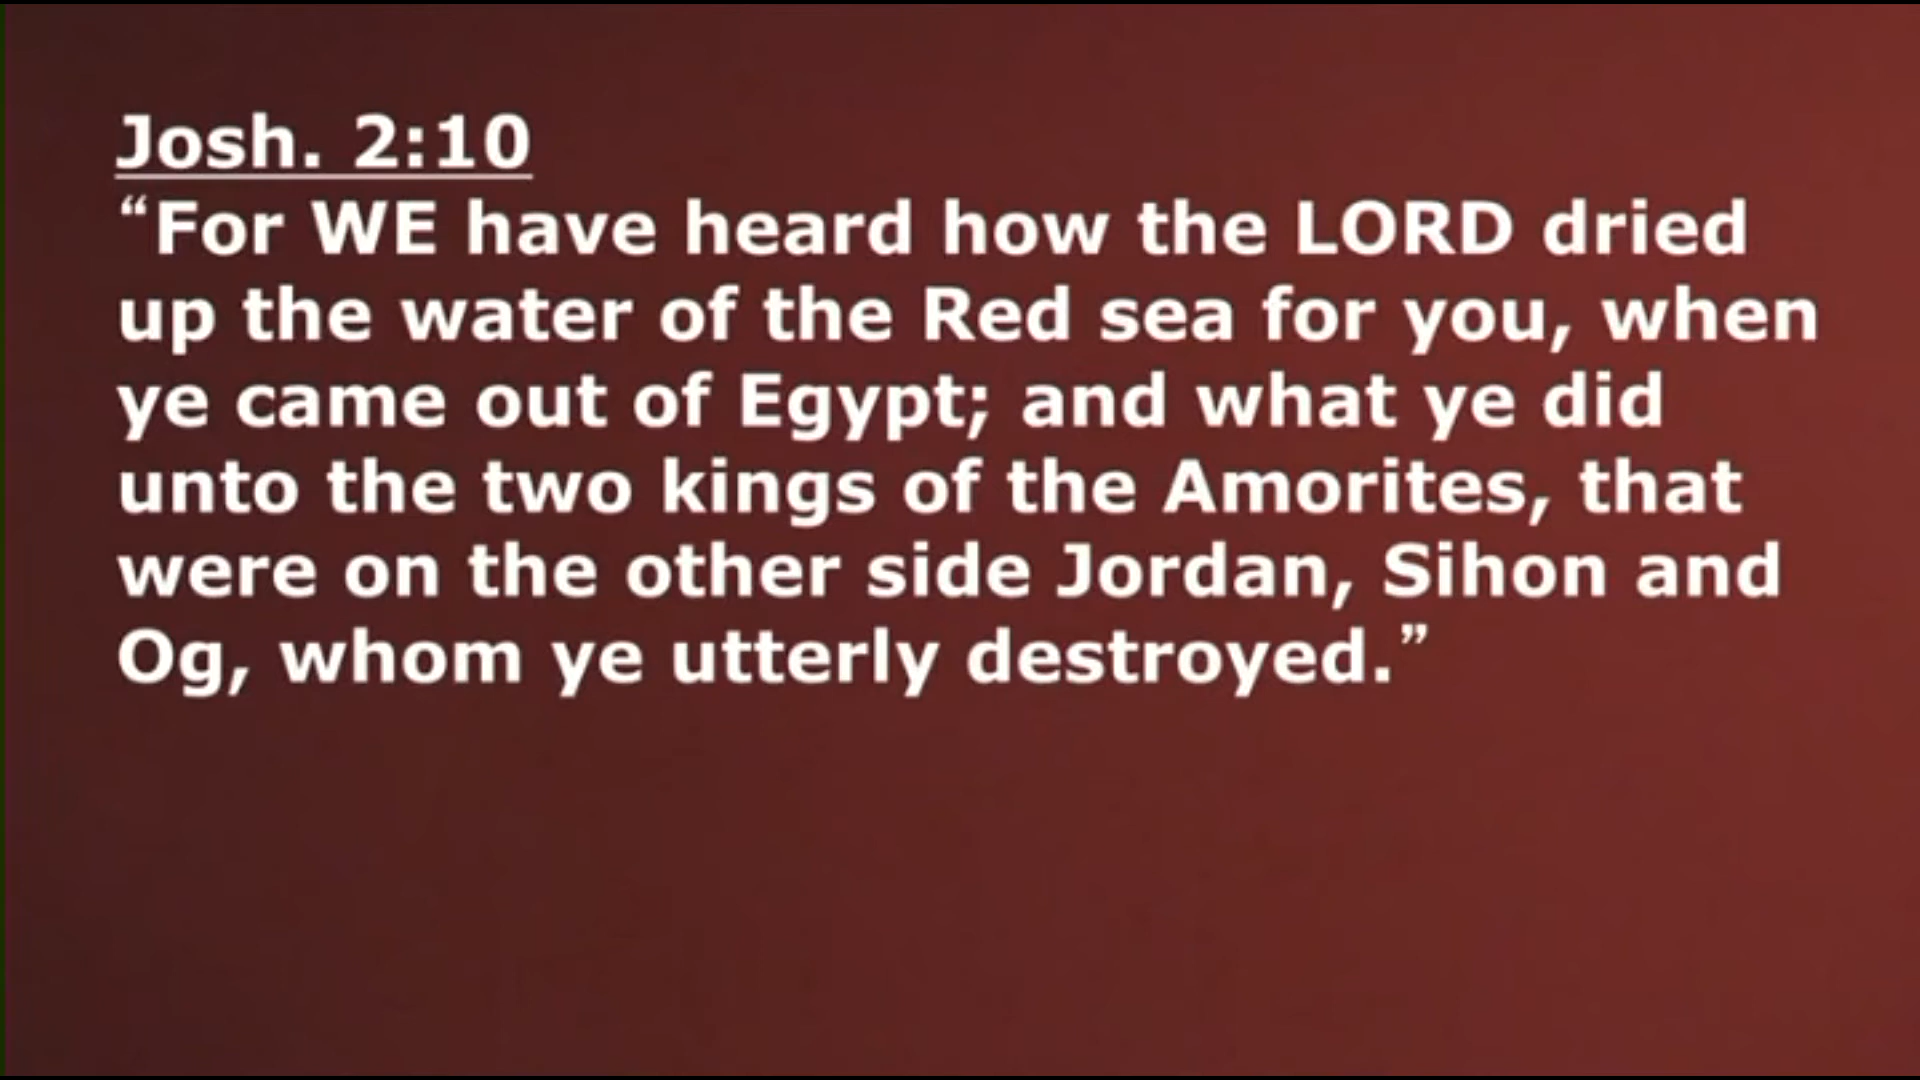 Josh. 2:10
“For WE have heard how the LORD dried
up the water of the Red sea for you, when
ye came out of Egypt; and what ye did
unto the two kings of the Amorites, that
were on the other side Jordan, Sihon and
Og, whom ye utterly destroyed.”